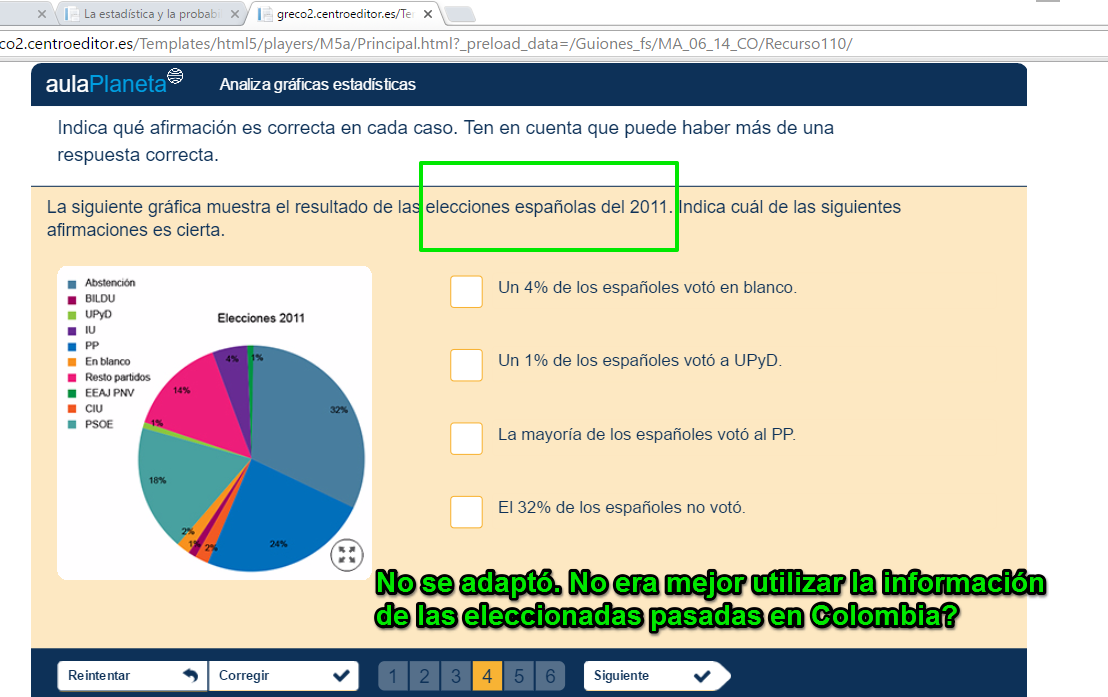 La estadística y la probabil
greco2.centroeditor.es/Te
co2.centroeditor.es/Templates/html5/players/M5a/Principal.html?_preload_data=/Guiones_fs/MA_06_14_CO/Recurso110/
aulaPlaneta
Analiza gráficas estadísticas
Indica qué afirmación es correcta en cada caso. Ten en cuenta que puede haber más de una
respuesta correcta.
La siguiente gráfica muestra el resultado de las elecciones españolas del 2011. Indica cuál de las siguientes
afirmaciones es cierta.
Abstención
BILDU
UPyD
IU
PP
En blanco
Resto partidos
EEAJ PNV
CIU
PSOE
Elecciones 2011
4%
1%
14%
32%
1%
18%
2%
1%
2%
24%
Un 4% de los españoles votó en blanco.
Un 1% de los españoles votó a UPyD.
La mayoría de los españoles votó al PP.
El 32% de los españoles no votó.
No se adaptó. No era mejor utilizar la información
de las eleccionadas pasadas en Colombia?
Reintentar
Corregir
1 2 3 4 5 6
Siguiente